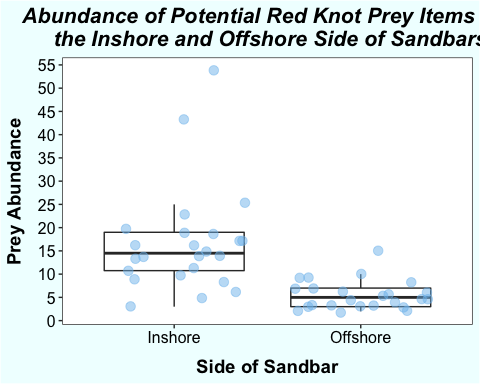 Abundance of Potential Red Knot Prey Items
the Inshore and Offshore Side of Sandbars
55
50
45
40
35
30
25
20
15
10
5
0
Prey Abundance
Inshore Offshore
Side of Sandbar